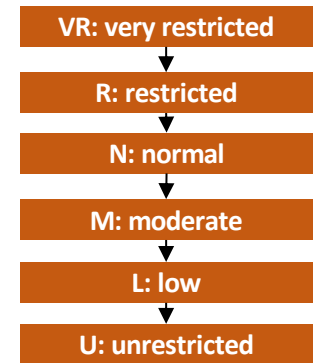 VR: very restricted
R: restricted
N: normal
M: moderate
L: low
U: unrestricted